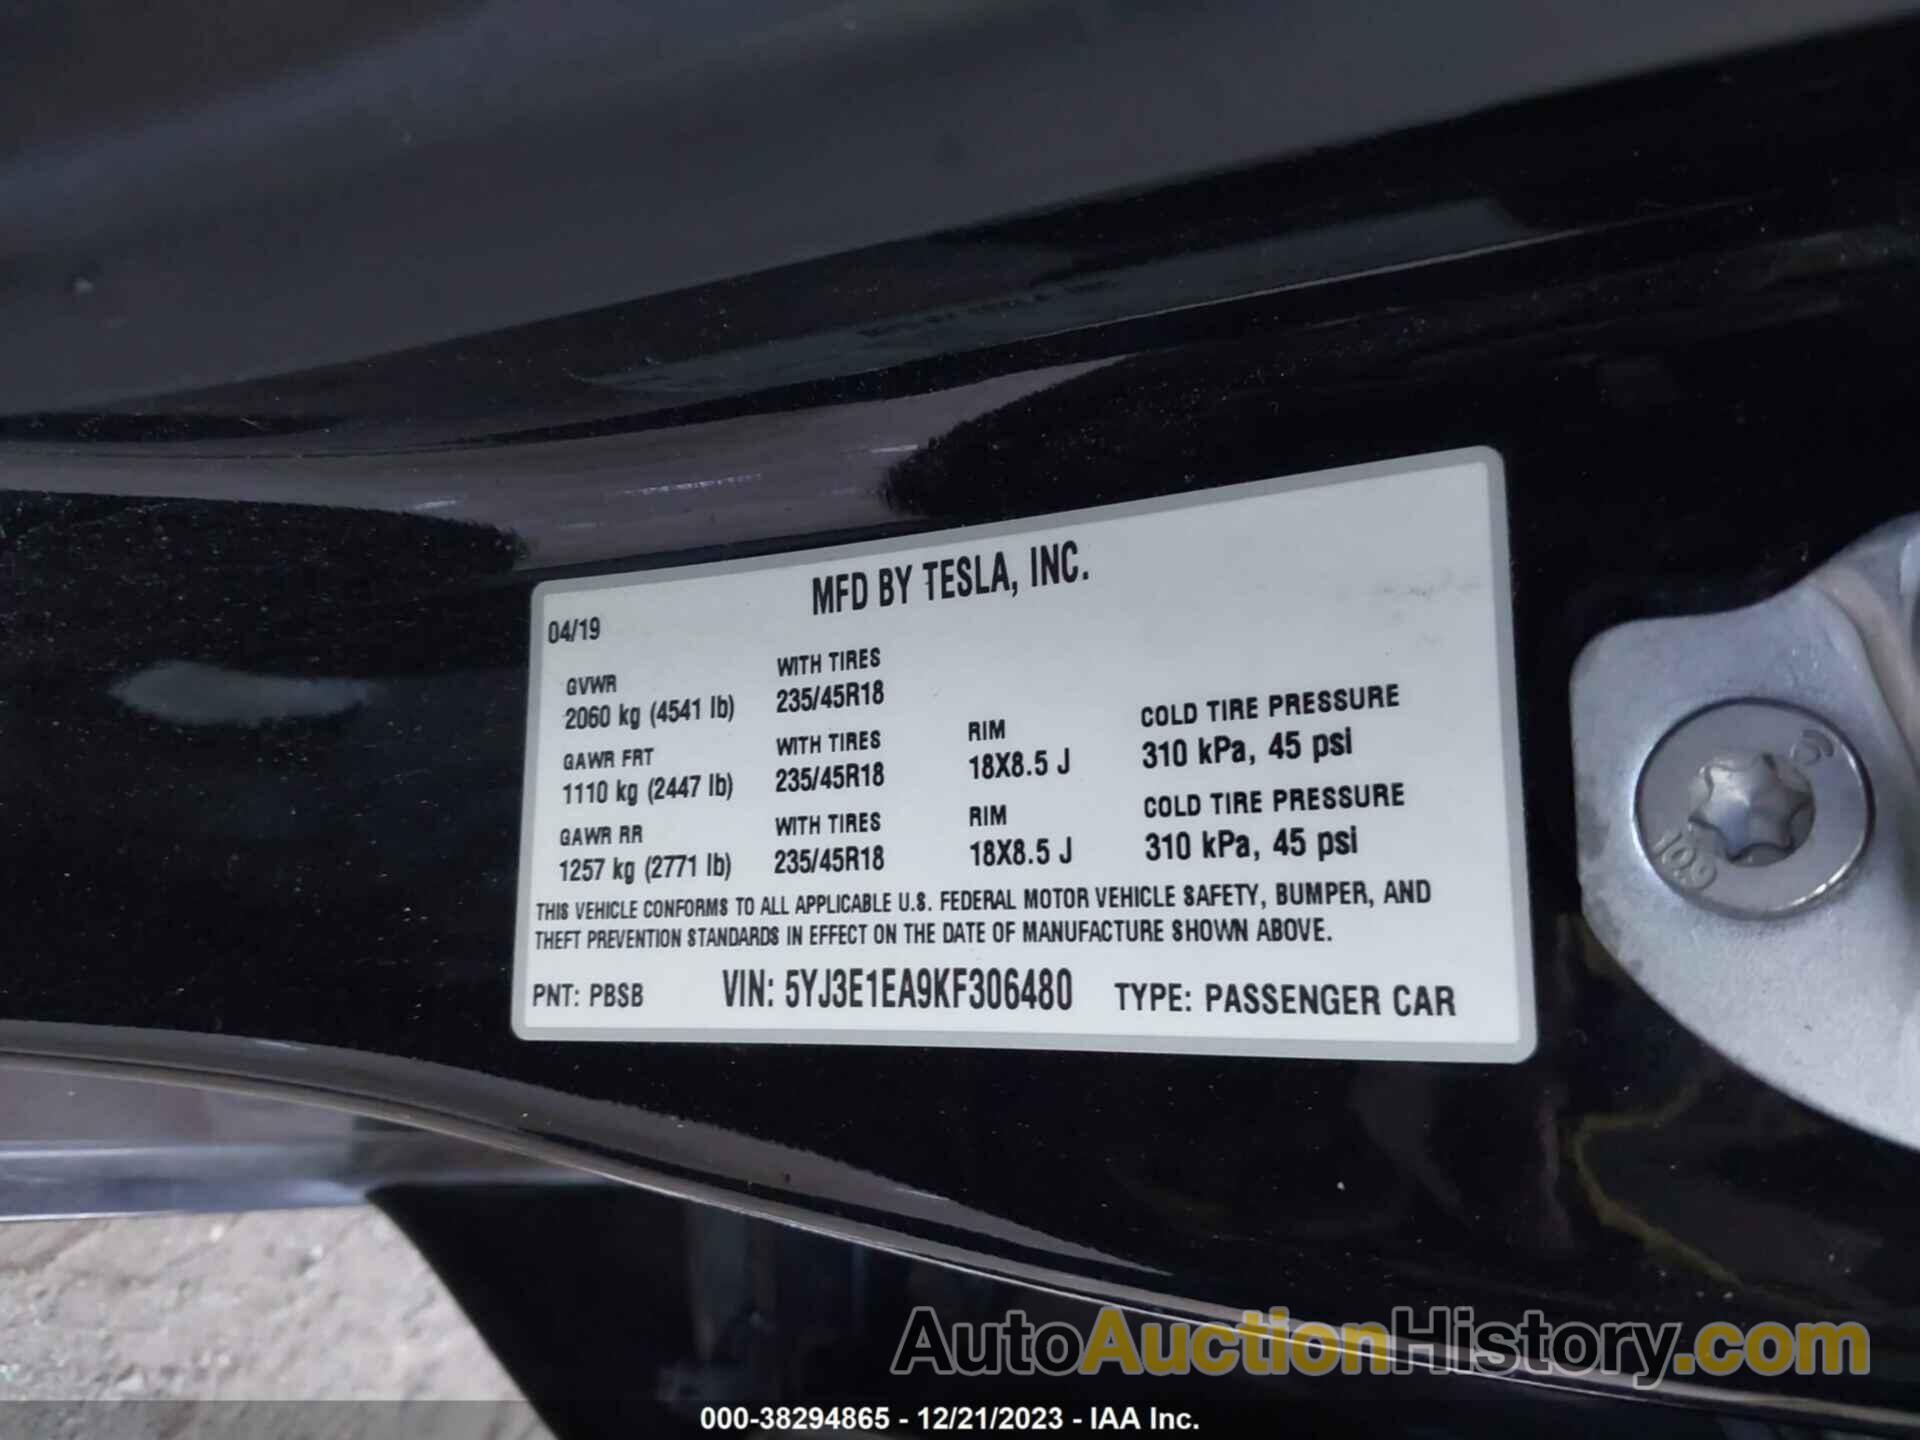 MFD BY TESLA, INC.
04/19
GVWR
2060 kg (4541 lb)
WITH TIRES
235/45R18
GAWR FRT
1110 kg (2447 lb)
WITH TIRES
235/45R18
RIM
18X8.5 J
COLD TIRE PRESSURE
310 kPa, 45 psi
GAWR RR
1257 kg (2771 lb)
WITH TIRES
235/45R18
RIM
18X8.5 J
COLD TIRE PRESSURE
310 kPa, 45 psi
THIS VEHICLE CONFORMS TO ALL APPLICABLE U.S. FEDERAL MOTOR VEHICLE SAFETY, BUMPER, AND
THEFT PREVENTION STANDARDS IN EFFECT ON THE DATE OF MANUFACTURE SHOWN ABOVE.
PNT: PBSB VIN: 5YJ3E1EA9KF306480 TYPE: PASSENGER CAR
10.9
AutoAuctionHistory.com
000-38294865 - 12/21/2023 - IAA Inc.